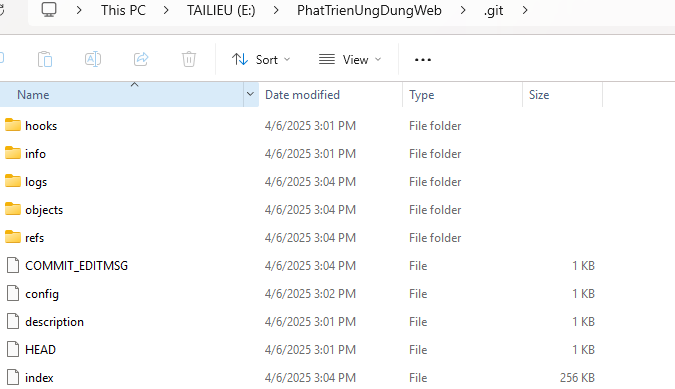 This PC > TAILIEU (E:) > PhatTrienUngDungWeb > .git >
Sort View ...
Name Date modified Type Size
hooks 4/6/2025 3:01 PM File folder
info 4/6/2025 3:01 PM File folder
logs 4/6/2025 3:04 PM File folder
objects 4/6/2025 3:04 PM File folder
refs 4/6/2025 3:04 PM File folder
COMMIT_EDITMSG 4/6/2025 3:04 PM File 1 KB
config 4/6/2025 3:02 PM File 1 KB
description 4/6/2025 3:01 PM File 1 KB
HEAD 4/6/2025 3:01 PM File 1 KB
index 4/6/2025 3:04 PM File 256 KB